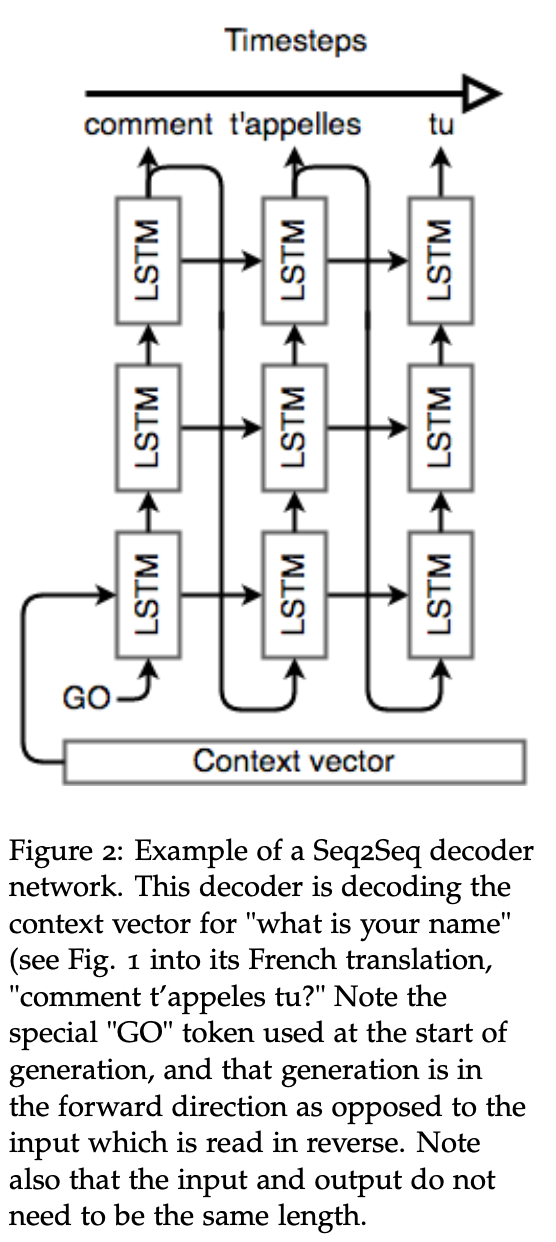 Timesteps
comment t'appelles tu
LSTM LSTM LSTM
LSTM LSTM LSTM
LSTM LSTM LSTM
GO
Context vector
Figure 2: Example of a Seq2Seq decoder
network. This decoder is decoding the
context vector for "what is your name"
(see Fig. 1 into its French translation,
"comment t'appeles tu?" Note the
special "GO" token used at the start of
generation, and that generation is in
the forward direction as opposed to the
input which is read in reverse. Note
also that the input and output do not
need to be the same length.